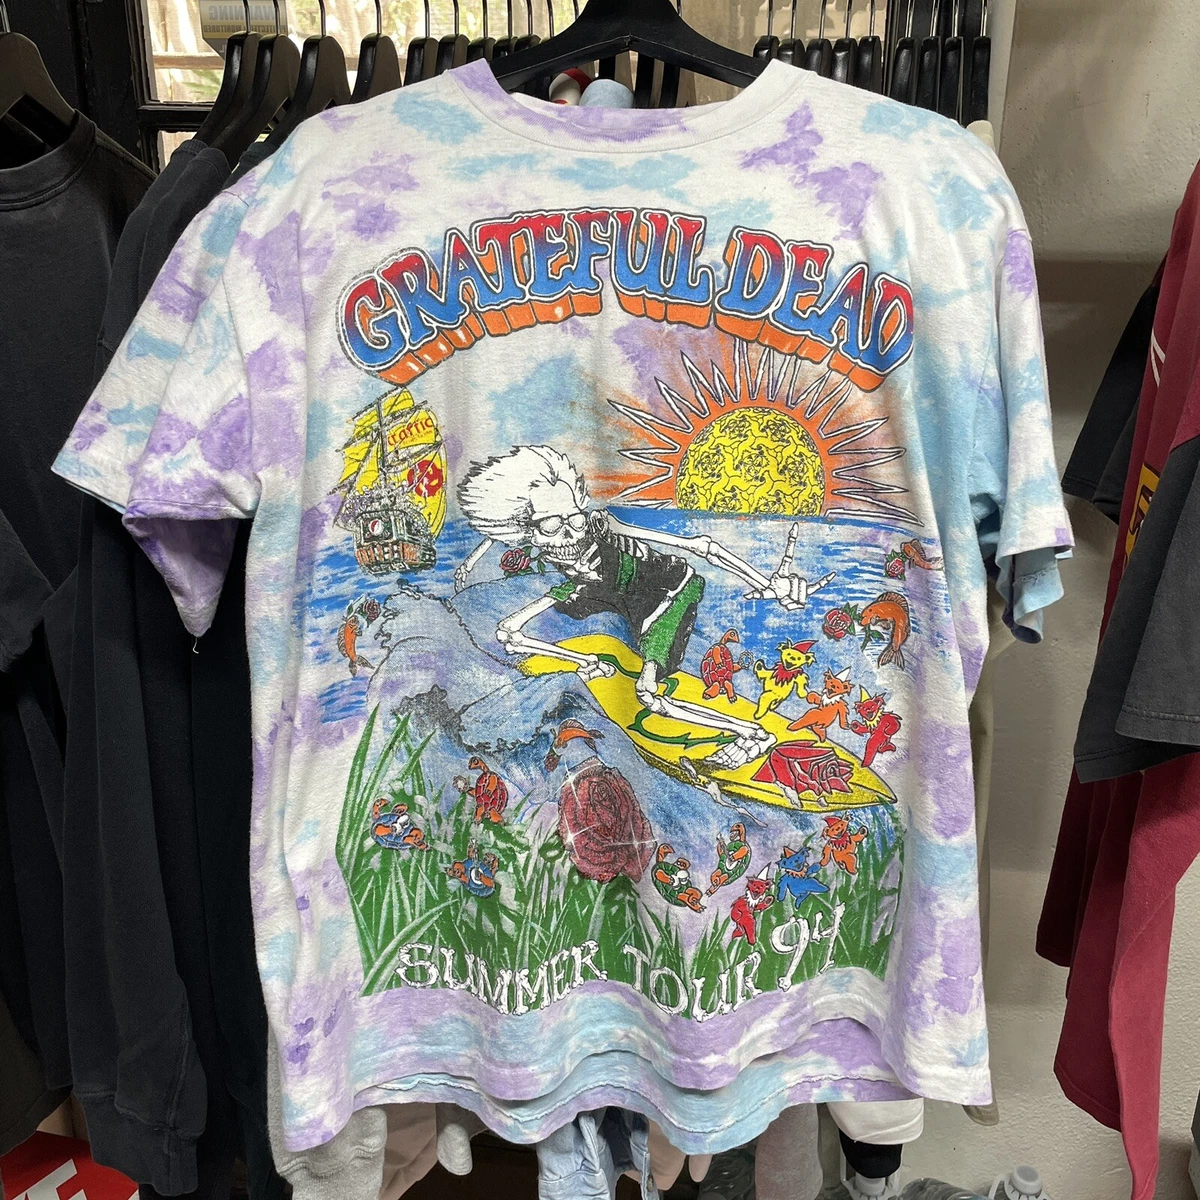 GRATEFUL DEAD
traffic
SUMMER TOUR 94